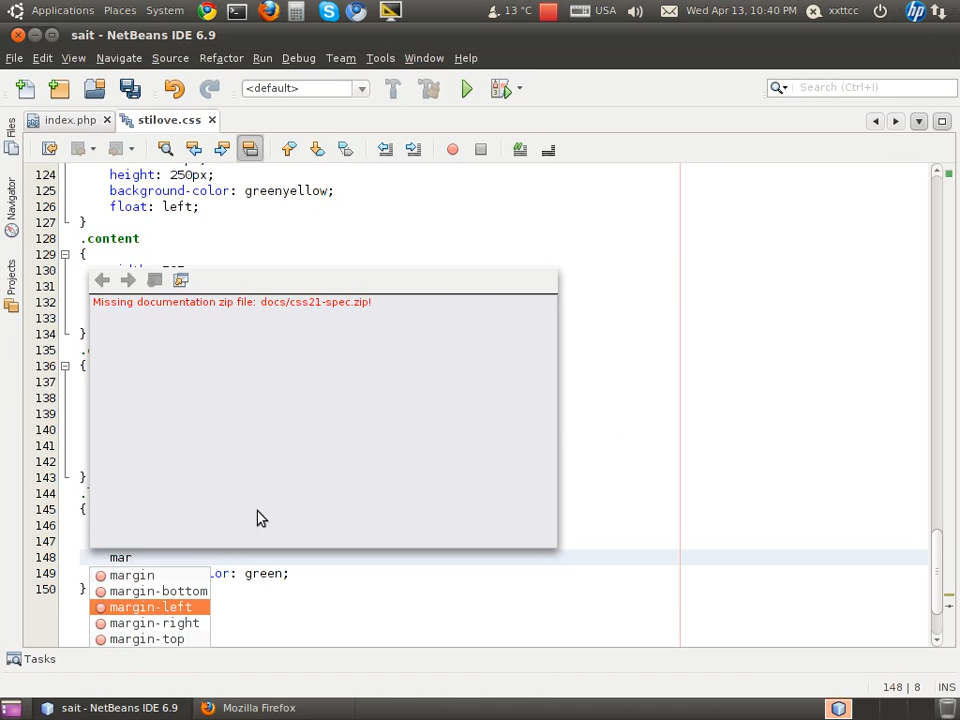 Applications Places System 13 °C USA Wed Apr 13, 10:40 PM xxttcc
sait - NetBeans IDE 6.9
File Edit View Navigate Source Refactor Run Debug Team Tools Window Help
<default> Search (Ctrl+I)
index.php stilove.css
Files
Navigator
Projects
124 height: 250px;
125 background-color: greenyellow;
126 float: left;
127 }
128 .content
129 {
130
131
Missing documentation zip file: docs/css21-spec.zip!
132
133
134 }
135
136 {
137
138
139
140
141
142
143 }
144
145 {
146
147
148 mar
149 or: green;
150 }
margin
margin-bottom
margin-left
margin-right
margin-top
Tasks
148 | 8 INS
sait - NetBeans IDE 6.9 Mozilla Firefox